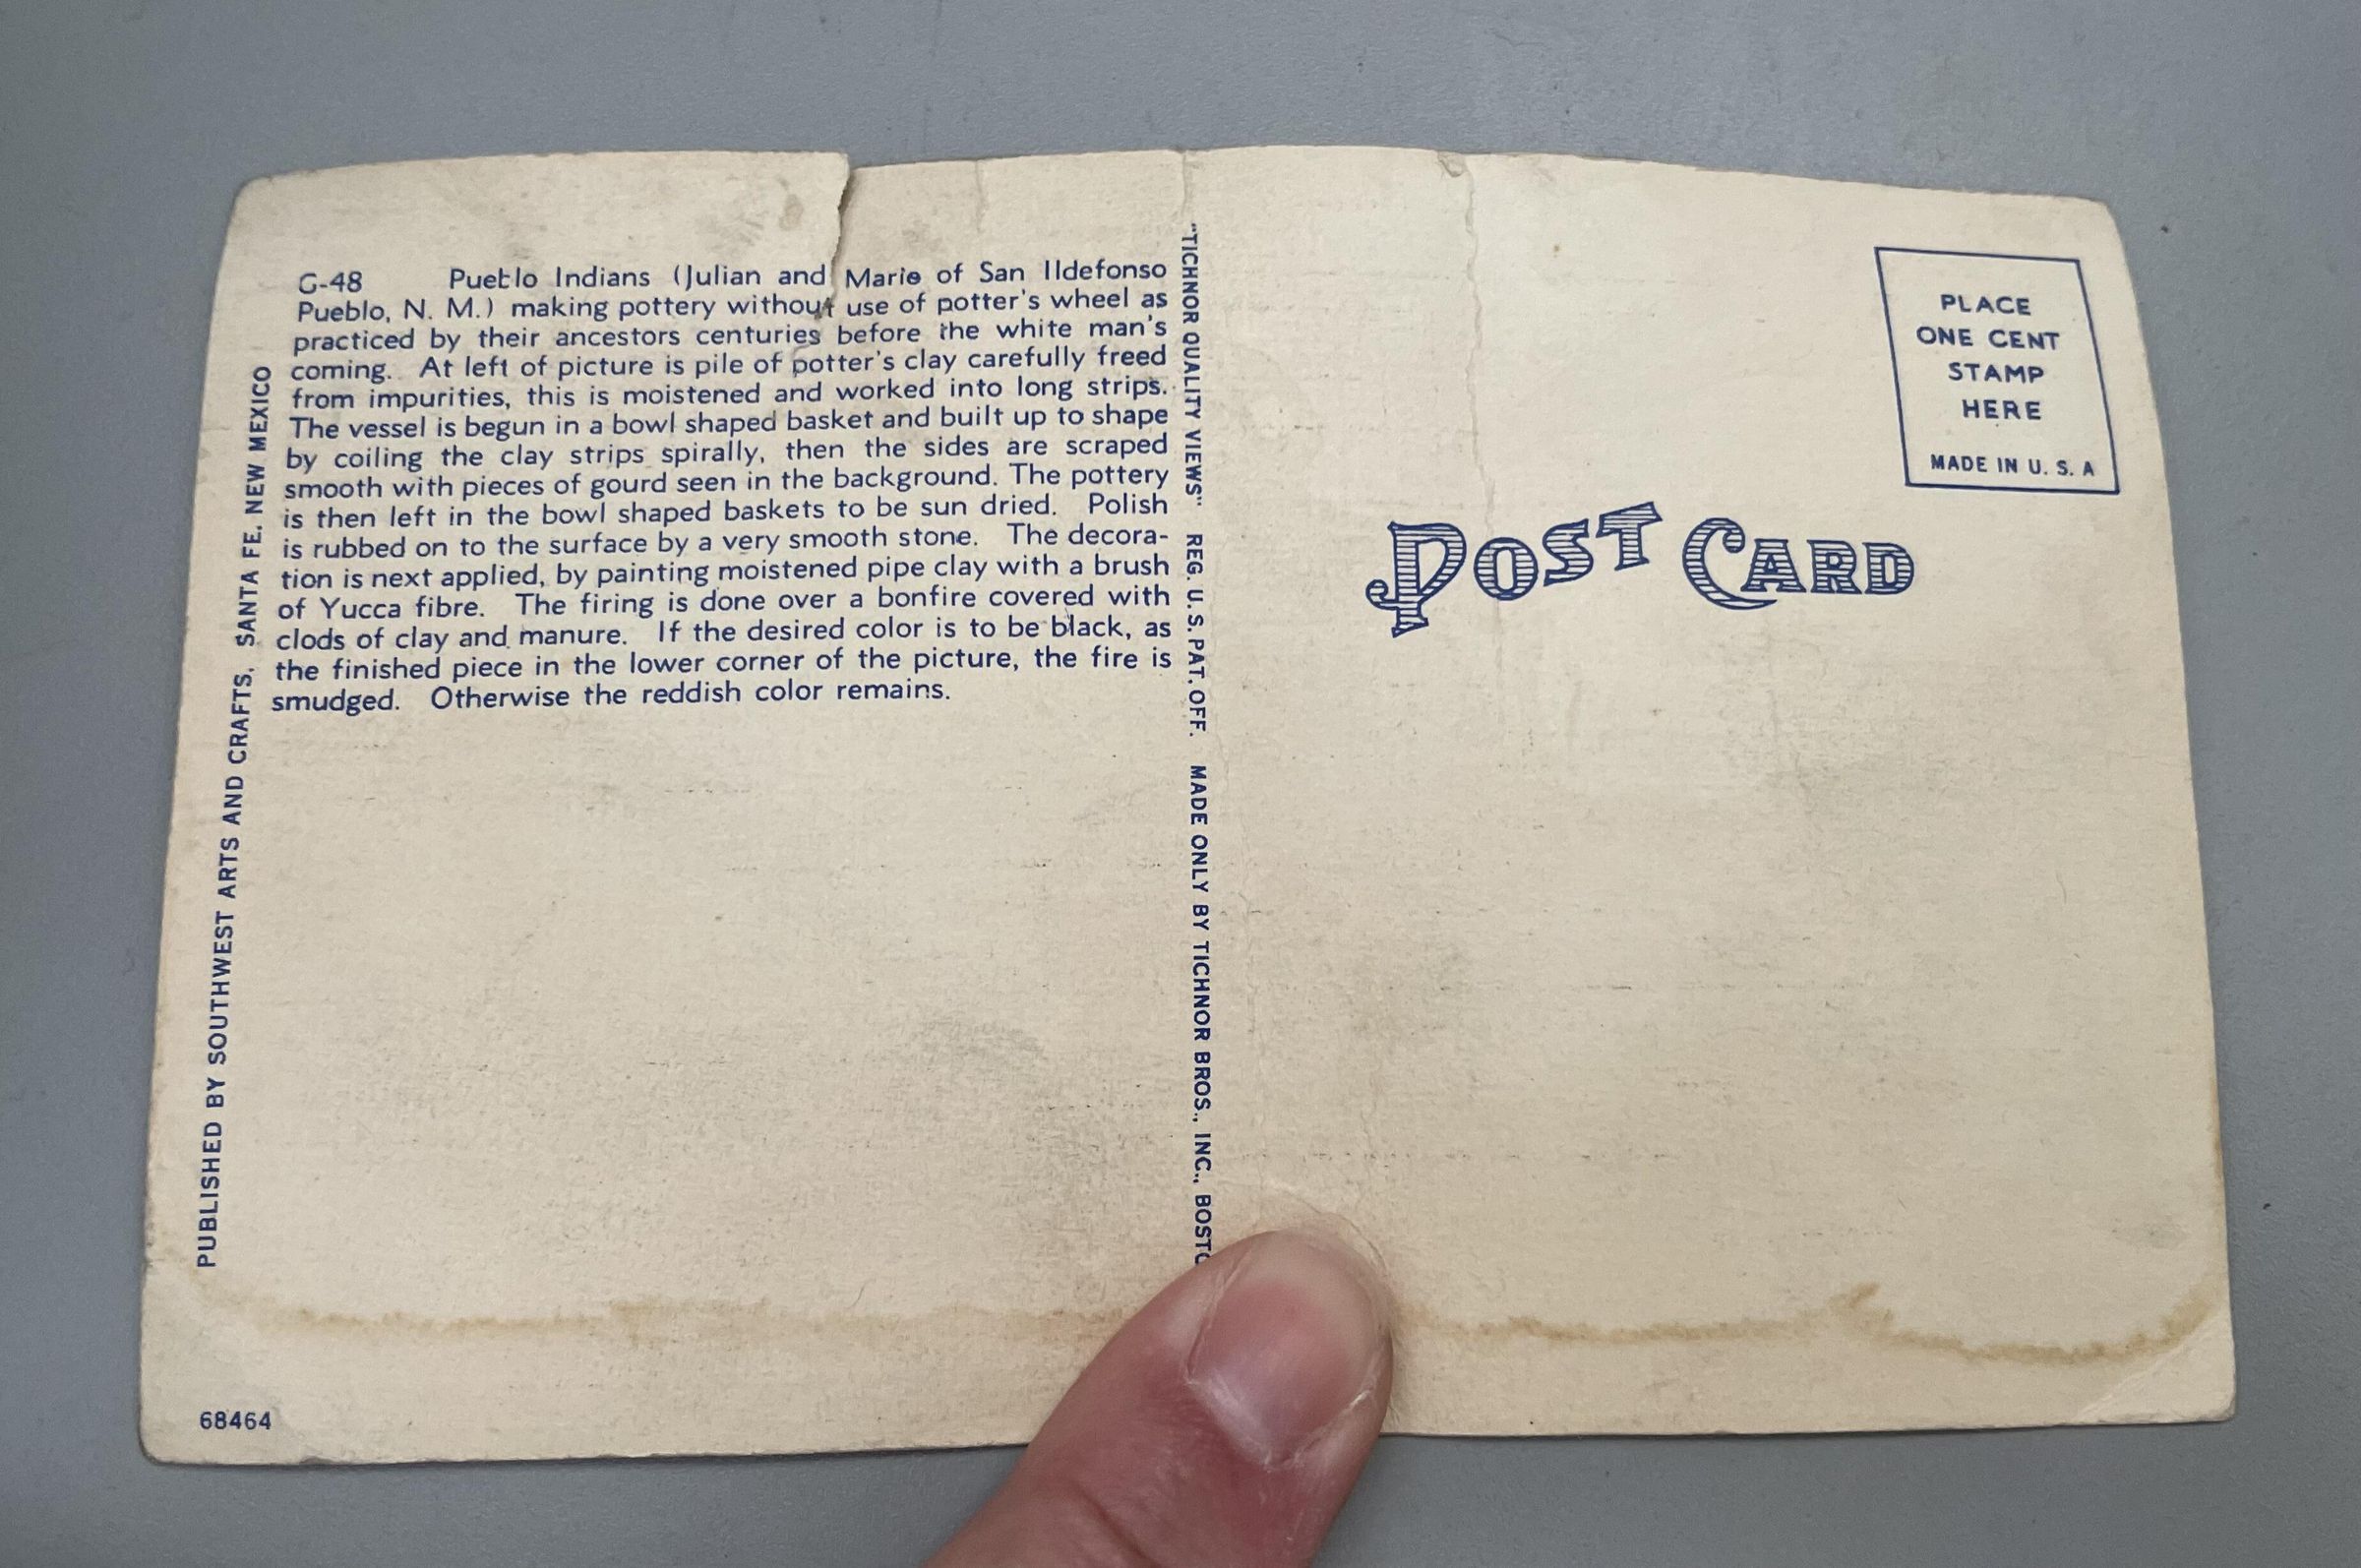 G-48 Pueblo Indians (Julian and Marie of San Ildefonso
Pueblo, N. M.) making pottery without use of potter's wheel as
practiced by their ancestors centuries before the white man's
coming. At left of picture is pile of potter's clay carefully freed
from impurities, this is moistened and worked into long strips.
The vessel is begun in a bowl shaped basket and built up to shape
by coiling the clay strips spirally, then the sides are scraped
smooth with pieces of gourd seen in the background. The pottery
is then left in the bowl shaped baskets to be sun dried. Polish
is rubbed on to the surface by a very smooth stone. The decora-
tion is next applied, by painting moistened pipe clay with a brush
of Yucca fibre. The firing is done over a bonfire covered with
clods of clay and manure. If the desired color is to be black, as
the finished piece in the lower corner of the picture, the fire is
smudged. Otherwise the reddish color remains.
PUBLISHED BY SOUTHWEST ARTS AND CRAFTS, SANTA FE, NEW MEXICO
68464
"TICHNOR QUALITY VIEWS" REG. U.S. PAT. OFF. MADE ONLY BY TICHNOR BROS., INC., BOSTO
POST CARD
PLACE
ONE CENT
STAMP
HERE
MADE IN U. S. A